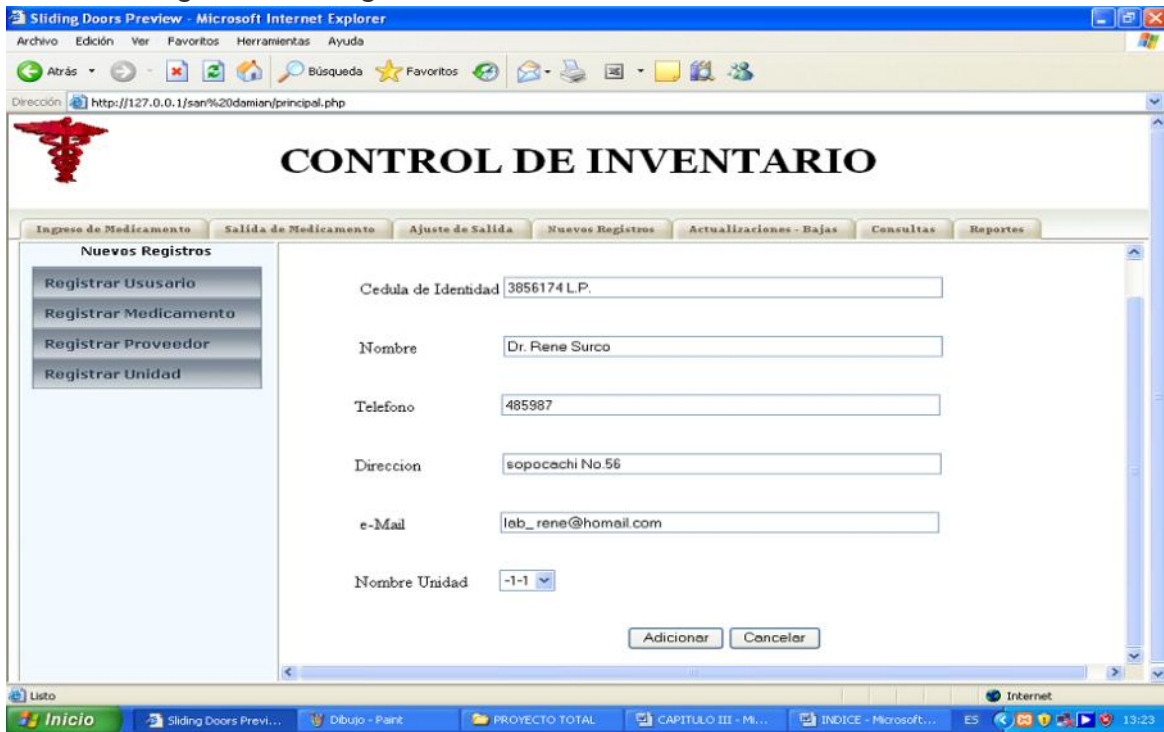 Sliding Doors Preview - Microsoft Internet Explorer
Archivo Edición Ver Favoritos Herramientas Ayuda
Atrás Búsqueda Favoritos
Dirección http://127.0.0.1/san%20damian/principal.php
CONTROL DE INVENTARIO
Ingreso de Medicamento Salida de Medicamento Ajuste de Salida Nuevos Registros Actualizaciones - Bajas Consultas Reportes
Nuevos Registros
Registrar Ususario
Registrar Medicamento
Registrar Proveedor
Registrar Unidad
Cedula de Identidad 3856174 L.P.
Nombre Dr. Rene Surco
Telefono 485987
Direccion sopocachi No.56
e-Mail lab_rene@homail.com
Nombre Unidad -1-1
Adicionar Cancelar
Listo Internet
Inicio Sliding Doors Previ... Dibujo - Paint PROYECTO TOTAL CAPITULO III - Mi... INDICE - Microsoft... ES 13:23